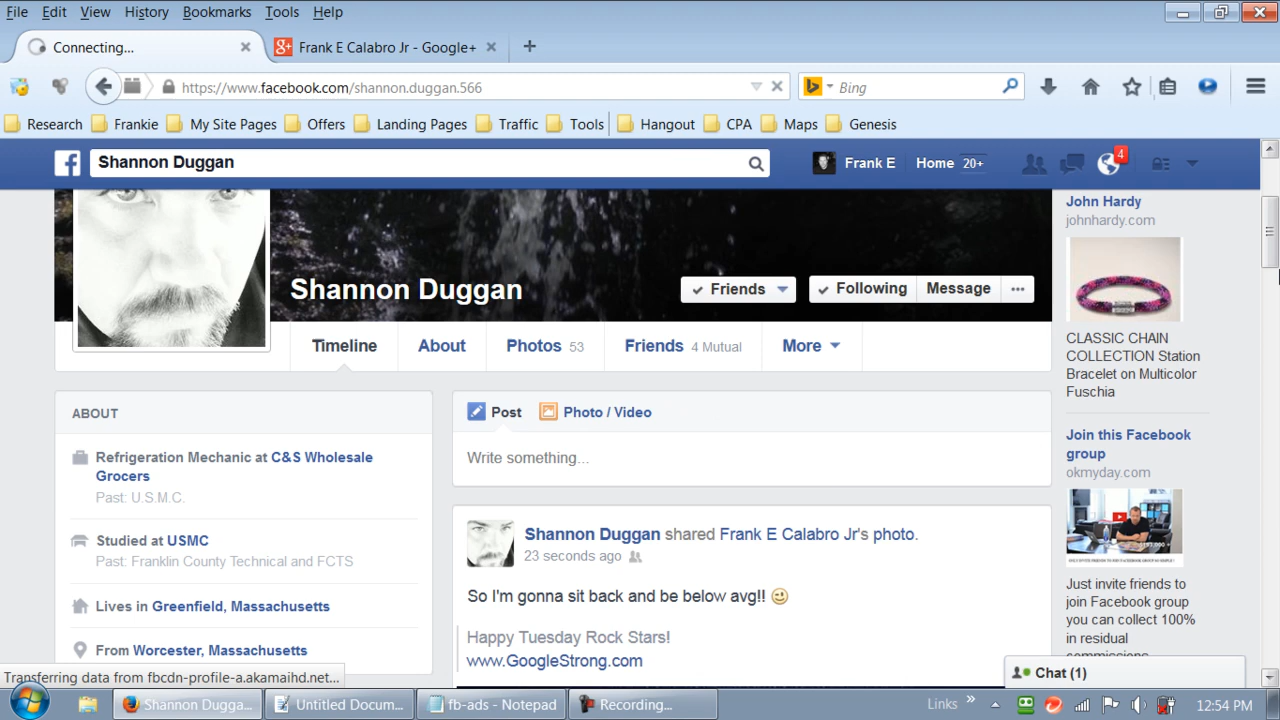 File Edit View History Bookmarks Tools Help
Connecting...
Frank E Calabro Jr - Google+
https://www.facebook.com/shannon.duggan.566
Bing
Research Frankie My Site Pages Offers Landing Pages Traffic Tools Hangout CPA Maps Genesis
Shannon Duggan
Frank E Home 20+ 4
Shannon Duggan
Friends Following Message
Timeline About Photos 53 Friends 4 Mutual More
ABOUT
Refrigeration Mechanic at C&S Wholesale
Grocers
Past: U.S.M.C.
Studied at USMC
Past: Franklin County Technical and FCTS
Lives in Greenfield, Massachusetts
From Worcester, Massachusetts
Post Photo / Video
Write something...
Shannon Duggan shared Frank E Calabro Jr's photo.
23 seconds ago
So I'm gonna sit back and be below avg!!
Happy Tuesday Rock Stars!
www.GoogleStrong.com
John Hardy
johnhardy.com
CLASSIC CHAIN
COLLECTION Station
Bracelet on Multicolor
Fuschia
Join this Facebook
group
okmyday.com
Just invite friends to
join Facebook group
you can collect 100%
in residual
commissions
Chat (1)
Transferring data from fbcdn-profile-a.akamaihd.net...
Shannon Dugga... Untitled Docum... fb-ads - Notepad Recording... Links » 12:54 PM